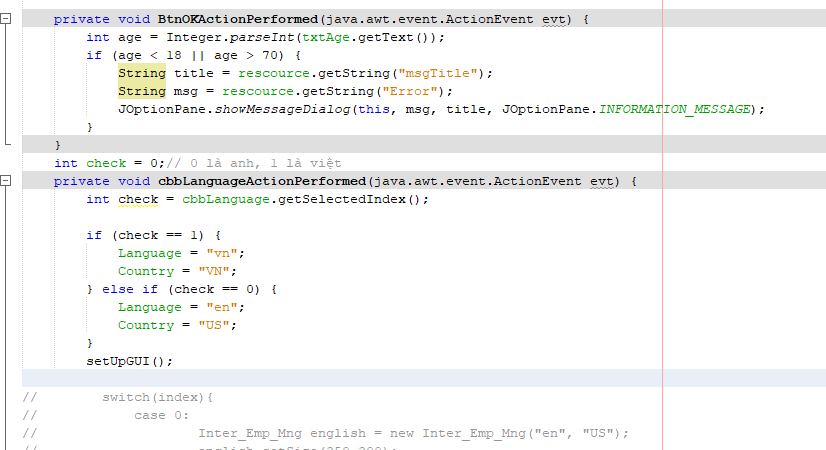 private void BtnOKActionPerformed(java.awt.event.ActionEvent evt) {
int age = Integer.parseInt(txtAge.getText());
if (age < 18 || age > 70) {
String title = rescource.getString("msgTitle");
String msg = rescource.getString("Error");
JOptionPane.showMessageDialog(this, msg, title, JOptionPane.INFORMATION_MESSAGE);
}
}
int check = 0;// 0 là anh, 1 là việt
private void cbbLanguageActionPerformed(java.awt.event.ActionEvent evt) {
int check = cbbLanguage.getSelectedIndex();
if (check == 1) {
Language = "vn";
Country = "VN";
} else if (check == 0) {
Language = "en";
Country = "US";
}
setUpGUI();
// switch(index){
// case 0:
// Inter_Emp_Mng english = new Inter_Emp_Mng("en", "US");
// english.setSize(350,300);